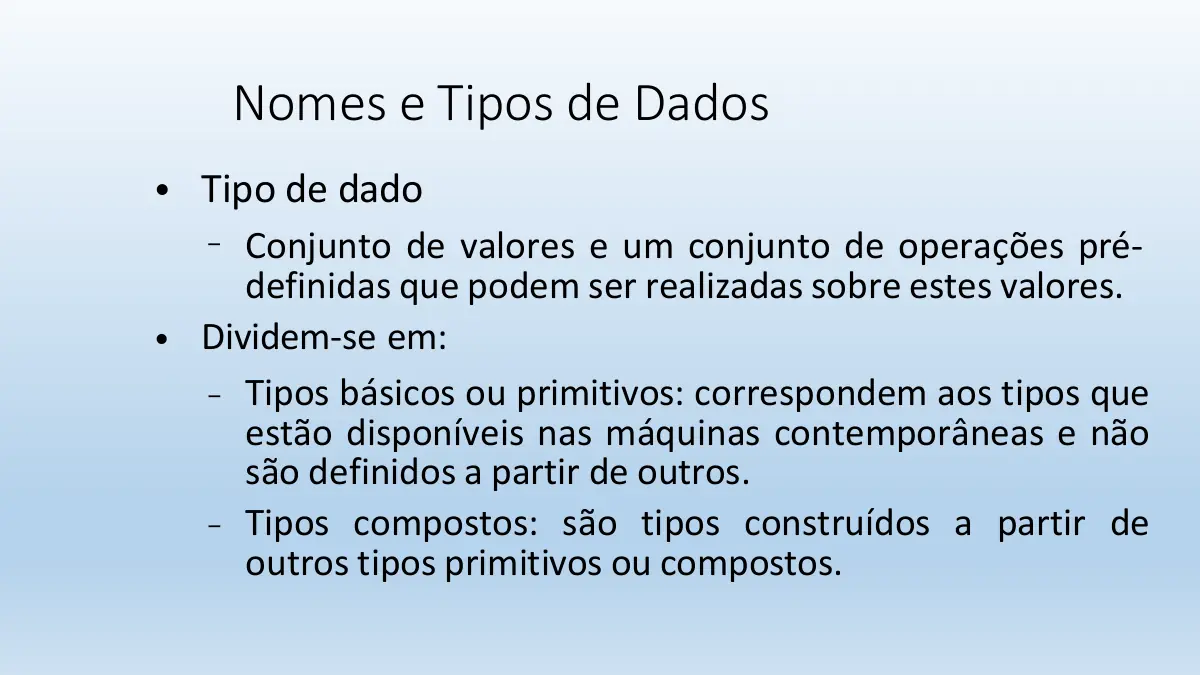 Nomes e Tipos de Dados
• Tipo de dado
– Conjunto de valores e um conjunto de operações pré-
definidas que podem ser realizadas sobre estes valores.
• Dividem-se em:
– Tipos básicos ou primitivos: correspondem aos tipos que
estão disponíveis nas máquinas contemporâneas e não
são definidos a partir de outros.
– Tipos compostos: são tipos construídos a partir de
outros tipos primitivos ou compostos.